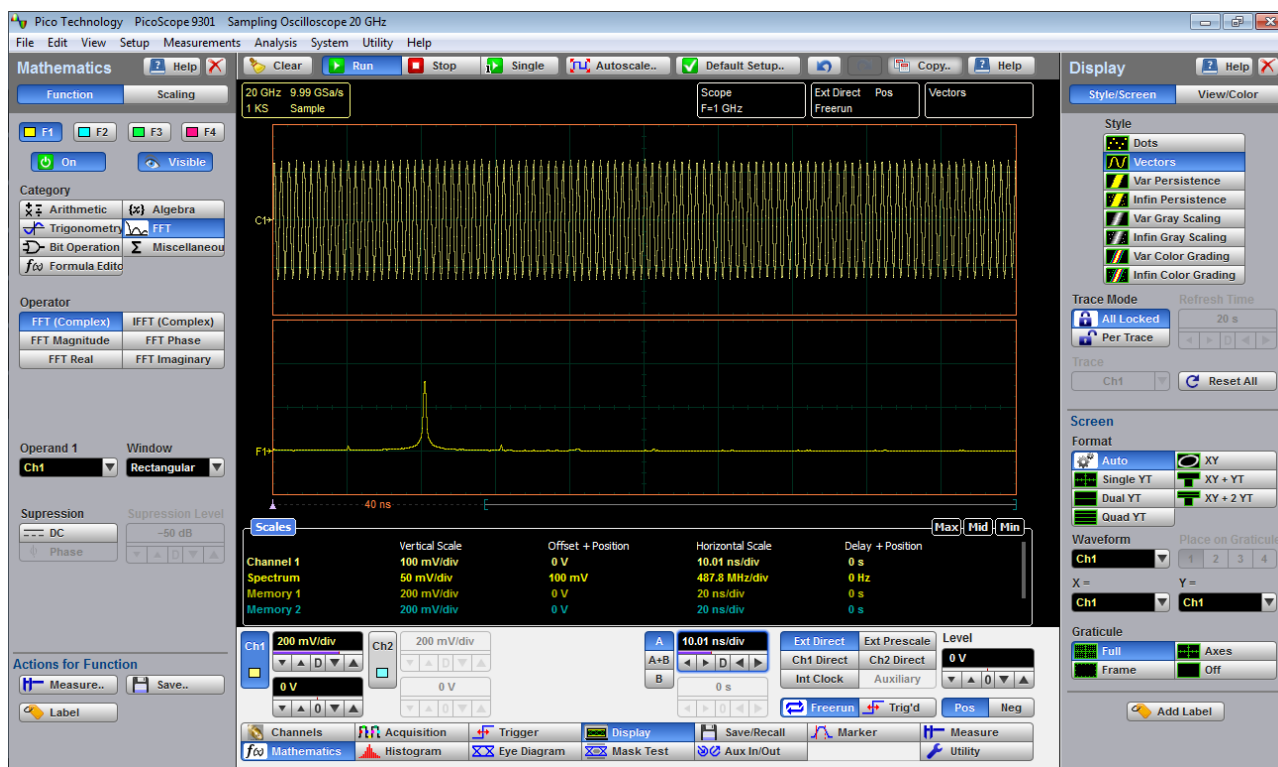 Pico Technology PicoScope 9301 Sampling Oscilloscope 20 GHz
File Edit View Setup Measurements Analysis System Utility Help
Mathematics
Help
Function Scaling
F1 F2 F3 F4
On Visible
Category
Arithmetic {x} Algebra
Trigonometry FFT
Bit Operation Σ Miscellaneou
f(x) Formula Edito
Operator
FFT (Complex) IFFT (Complex)
FFT Magnitude FFT Phase
FFT Real FFT Imaginary
Operand 1 Window
Ch1 Rectangular
Supression Supression Level
DC -50 dB
Phase D
Actions for Function
Measure.. Save..
Label
Clear Run Stop Single Autoscale.. Default Setup.. Copy.. Help
20 GHz 9.99 GSa/s
1 KS Sample
Scope
F=1 GHz
Ext Direct Pos
Freerun
Vectors
C1
F1
40 ns
Scales Max Mid Min
Vertical Scale Offset + Position Horizontal Scale Delay + Position
Channel 1 100 mV/div 0 V 10.01 ns/div 0 s
Spectrum 50 mV/div 100 mV 487.8 MHz/div 0 Hz
Memory 1 200 mV/div 0 V 20 ns/div 0 s
Memory 2 200 mV/div 0 V 20 ns/div 0 s
Ch1 200 mV/div Ch2 200 mV/div A 10.01 ns/div Ext Direct Ext Prescale Level
D D A+B D Ch1 Direct Ch2 Direct 0 V
0 V 0 V B 0 s Int Clock Auxiliary 0
0 0 0 Freerun Trig'd Pos Neg
Channels Acquisition Trigger Display Save/Recall Marker Measure
f(x) Mathematics Histogram Eye Diagram Mask Test Aux In/Out Utility
Display
Help
Style/Screen View/Color
Style
Dots
Vectors
Var Persistence
Infin Persistence
Var Gray Scaling
Infin Gray Scaling
Var Color Grading
Infin Color Grading
Trace Mode Refresh Time
All Locked 20 s
Per Trace D
Trace
Ch1 Reset All
Screen
Format
Auto XY
Single YT XY + YT
Dual YT XY + 2 YT
Quad YT
Waveform Place on Graticule
Ch1 1 2 3 4
X = Y =
Ch1 Ch1
Graticule
Full Axes
Frame Off
Add Label